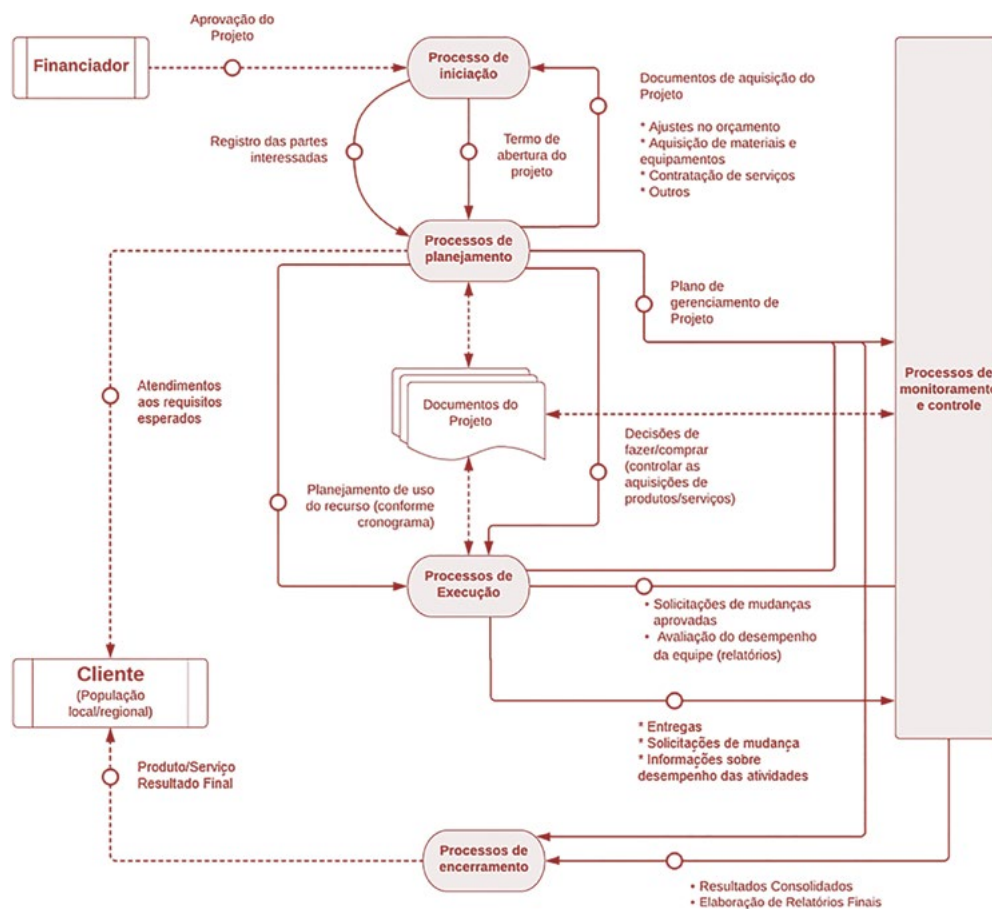 Aprovação do
Projeto
Financiador
Processo de
iniciação
Documentos de aquisição do
Projeto
* Ajustes no orçamento
* Aquisição de materiais e
equipamentos
* Contratação de serviços
* Outros
Registro das partes
interessadas
Termo de
abertura do
projeto
Processos de
planejamento
Plano de
gerenciamento de
Projeto
Processos de
monitoramento
e controle
Atendimentos
aos requisitos
esperados
Documentos do
Projeto
Decisões de
fazer/comprar
(controlar as
aquisições de
produtos/serviços)
Planejamento de uso
do recurso (conforme
cronograma)
Processos de
Execução
• Solicitações de mudanças
aprovadas
• Avaliação do desempenho
da equipe (relatórios)
Cliente
(População
local/regional)
* Entregas
* Solicitações de mudança
* Informações sobre
desempenho das atividades
Produto/Serviço
Resultado Final
Processos de
encerramento
• Resultados Consolidados
• Elaboração de Relatórios Finais